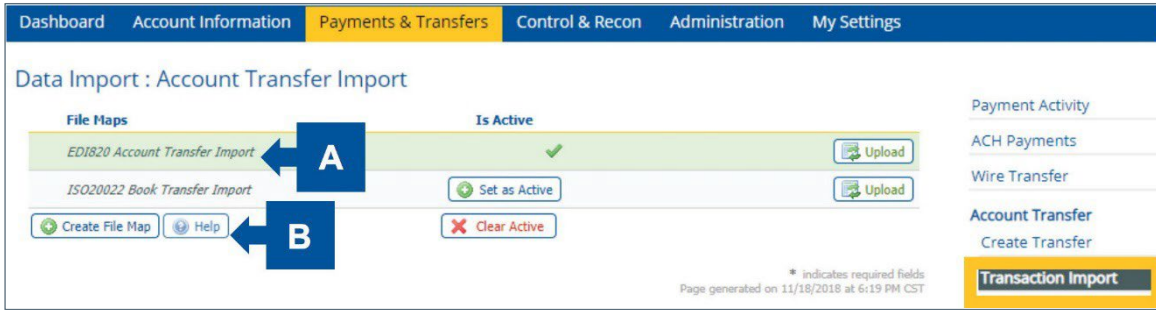 Dashboard Account Information Payments & Transfers Control & Recon Administration My Settings
Data Import : Account Transfer Import
File Maps Is Active
EDI820 Account Transfer Import A Upload
ISO20022 Book Transfer Import Set as Active Upload
Create File Map Help B Clear Active
* indicates required fields
Page generated on 11/18/2018 at 6:19 PM CST
Payment Activity
ACH Payments
Wire Transfer
Account Transfer
Create Transfer
Transaction Import